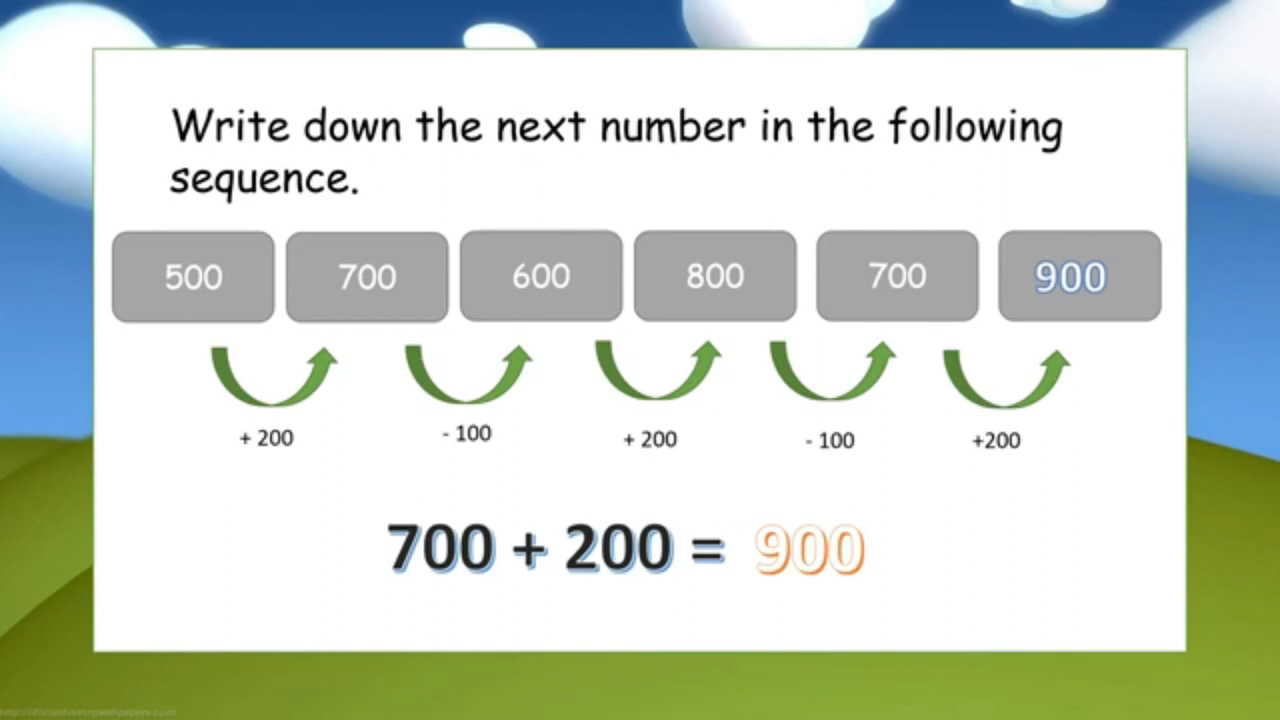 Write down the next number in the following
sequence.
500 700 600 800 700 900
+ 200 - 100 + 200 - 100 +200
700 + 200 = 900